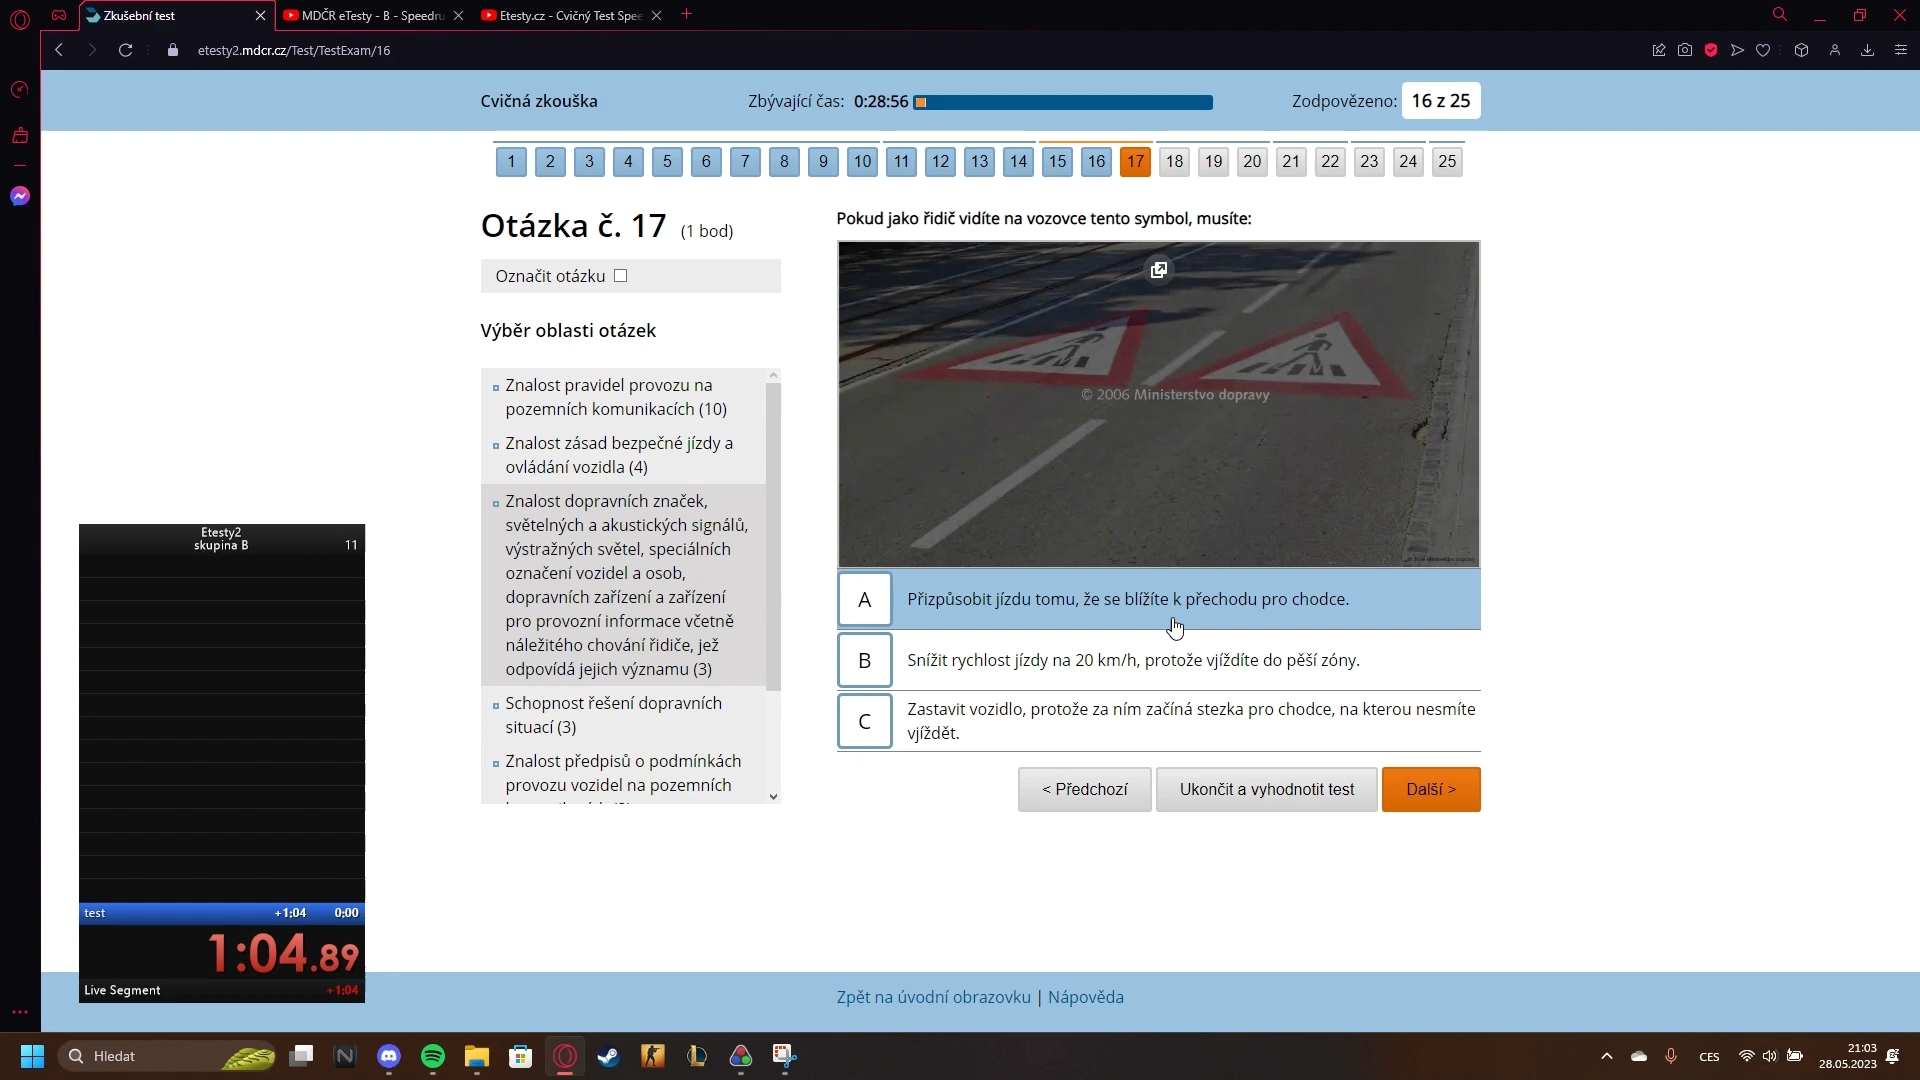 Zkušební test
MDČR eTesty - B - Speedru
Etesty.cz - Cvičný Test Spee
etesty2.mdcr.cz/Test/TestExam/16
Cvičná zkouška
Zbývající čas: 0:28:56
Zodpovězeno: 16 z 25
1 2 3 4 5 6 7 8 9 10 11 12 13 14 15 16 17 18 19 20 21 22 23 24 25
Otázka č. 17 (1 bod)
Označit otázku
Výběr oblasti otázek
Znalost pravidel provozu na
pozemních komunikacích (10)
Znalost zásad bezpečné jízdy a
ovládání vozidla (4)
Znalost dopravních značek,
světelných a akustických signálů,
výstražných světel, speciálních
označení vozidel a osob,
dopravních zařízení a zařízení
pro provozní informace včetně
náležitého chování řidiče, jež
odpovídá jejich významu (3)
Schopnost řešení dopravních
situací (3)
Znalost předpisů o podmínkách
provozu vozidel na pozemních
Pokud jako řidič vidíte na vozovce tento symbol, musíte:
© 2006 Ministerstvo dopravy
A Přizpůsobit jízdu tomu, že se blížíte k přechodu pro chodce.
B Snížit rychlost jízdy na 20 km/h, protože vjíždíte do pěší zóny.
C Zastavit vozidlo, protože za ním začíná stezka pro chodce, na kterou nesmíte
vjíždět.
< Předchozí
Ukončit a vyhodnotit test
Další >
Etesty2
skupina B 11
test +1:04 0:00
1:04.89
Live Segment +1:04
Zpět na úvodní obrazovku | Nápověda
Hledat
CES
21:03
28.05.2023